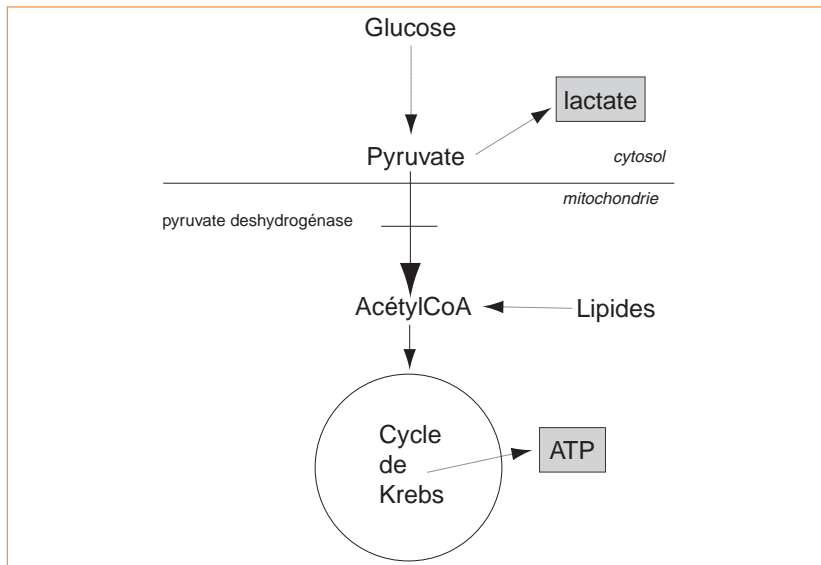 Glucose
lactate
Pyruvate
cytosol
mitochondrie
pyruvate deshydrogénase
AcétylCoA
Lipides
Cycle
de
Krebs
ATP